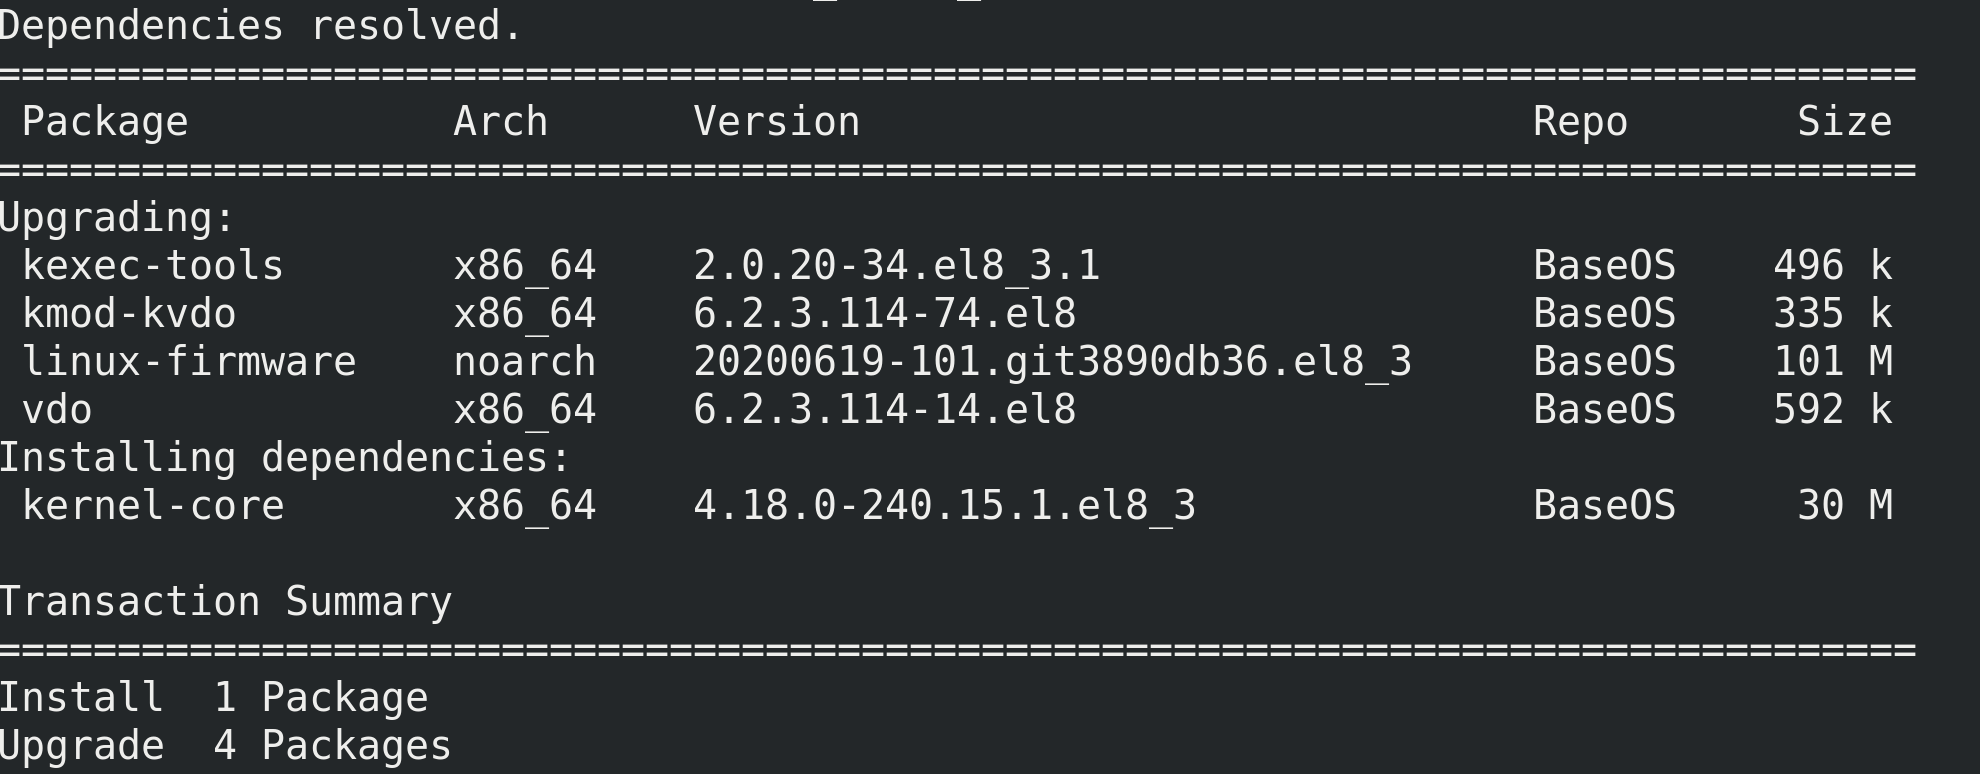 Dependencies resolved.
================================================================================
 Package           Arch      Version                            Repo       Size
================================================================================
Upgrading:
 kexec-tools       x86_64    2.0.20-34.el8_3.1                  BaseOS    496 k
 kmod-kvdo         x86_64    6.2.3.114-74.el8                   BaseOS    335 k
 linux-firmware    noarch    20200619-101.git3890db36.el8_3     BaseOS    101 M
 vdo               x86_64    6.2.3.114-14.el8                   BaseOS    592 k
Installing dependencies:
 kernel-core       x86_64    4.18.0-240.15.1.el8_3              BaseOS     30 M

Transaction Summary
================================================================================
Install  1 Package
Upgrade  4 Packages